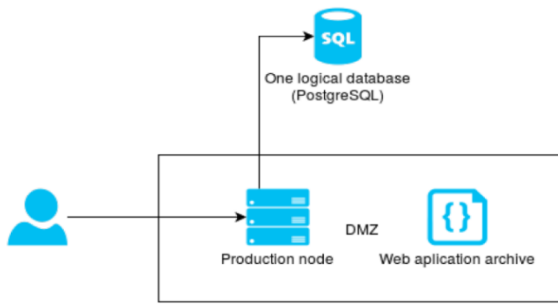 SQL
One logical database
(PostgreSQL)
DMZ
{}
Production node
Web aplication archive